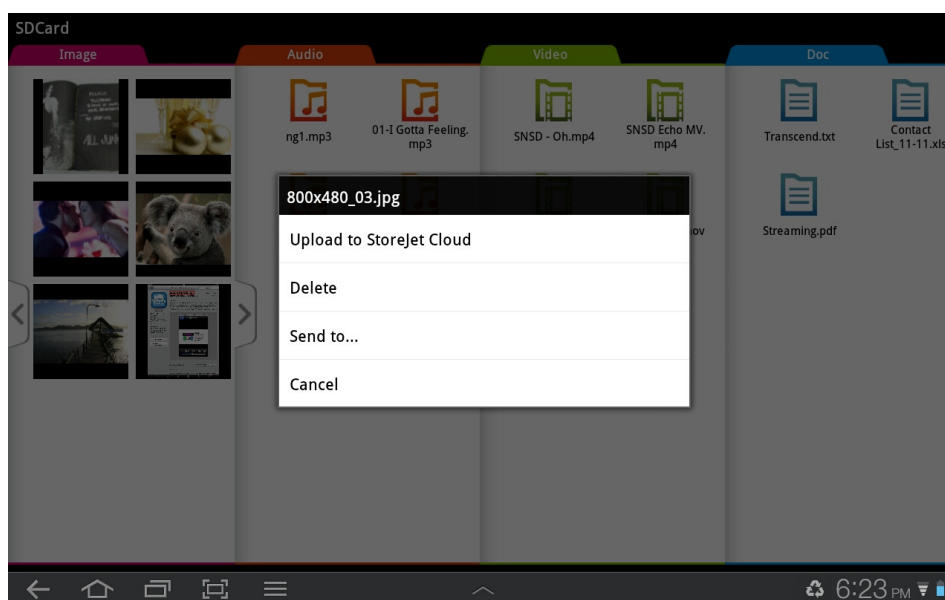 SDCard
Image
Audio
Video
Doc
ng1.mp3
01-I Gotta Feeling.
mp3
SNSD - Oh.mp4
SNSD Echo MV.
mp4
Transcend.txt
Contact
List_11-11.xls
ov
Streaming.pdf
800x480_03.jpg
Upload to StoreJet Cloud
Delete
Send to...
Cancel
6:23 PM